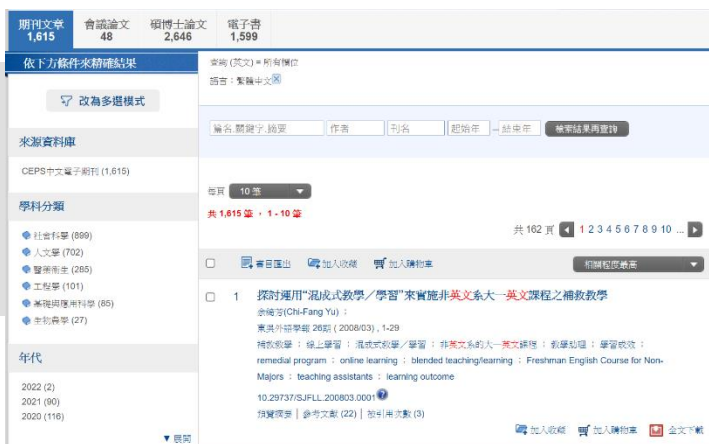 期刊文章
1,615
會議論文
48
碩博士論文
2,646
電子書
1,599
依下方條件來精確結果
改為多選模式
來源資料庫
CEPS中文電子期刊 (1,615)
學科分類
社會科學 (899)
人文學 (702)
醫藥衛生 (285)
工程學 (101)
基礎與應用科學 (85)
生物農學 (27)
年代
2022 (2)
2021 (90)
2020 (116)
▼ 展開
查詢 (英文) = 所有欄位
語言：繁體中文
篇名,關鍵字,摘要
作者
刊名
起始年
–
結束年
檢索結果再查詢
每頁 10 筆
共 1,615 筆 ， 1 - 10 筆
共 162 頁 1 2 3 4 5 6 7 8 9 10 ...
書目匯出 加入收藏 加入購物車
相關程度最高
1 探討運用“混成式教學／學習”來實施非英文系大一英文課程之補救教學
余綺芳(Chi-Fang Yu)；
東吳外語學報 26期 ( 2008/03) , 1-29
補救教學；線上學習；混成式教學/學習；非英文系的大一英文課程；教學助理；學習成效；
remedial program；online learning；blended teaching/learning；Freshman English Course for Non-
Majors；teaching assistants；learning outcome
10.29737/SJFLL.200803.0001
預覽摘要 | 參考文獻 (22) | 被引用次數 (3)
加入收藏 加入購物車 全文下載